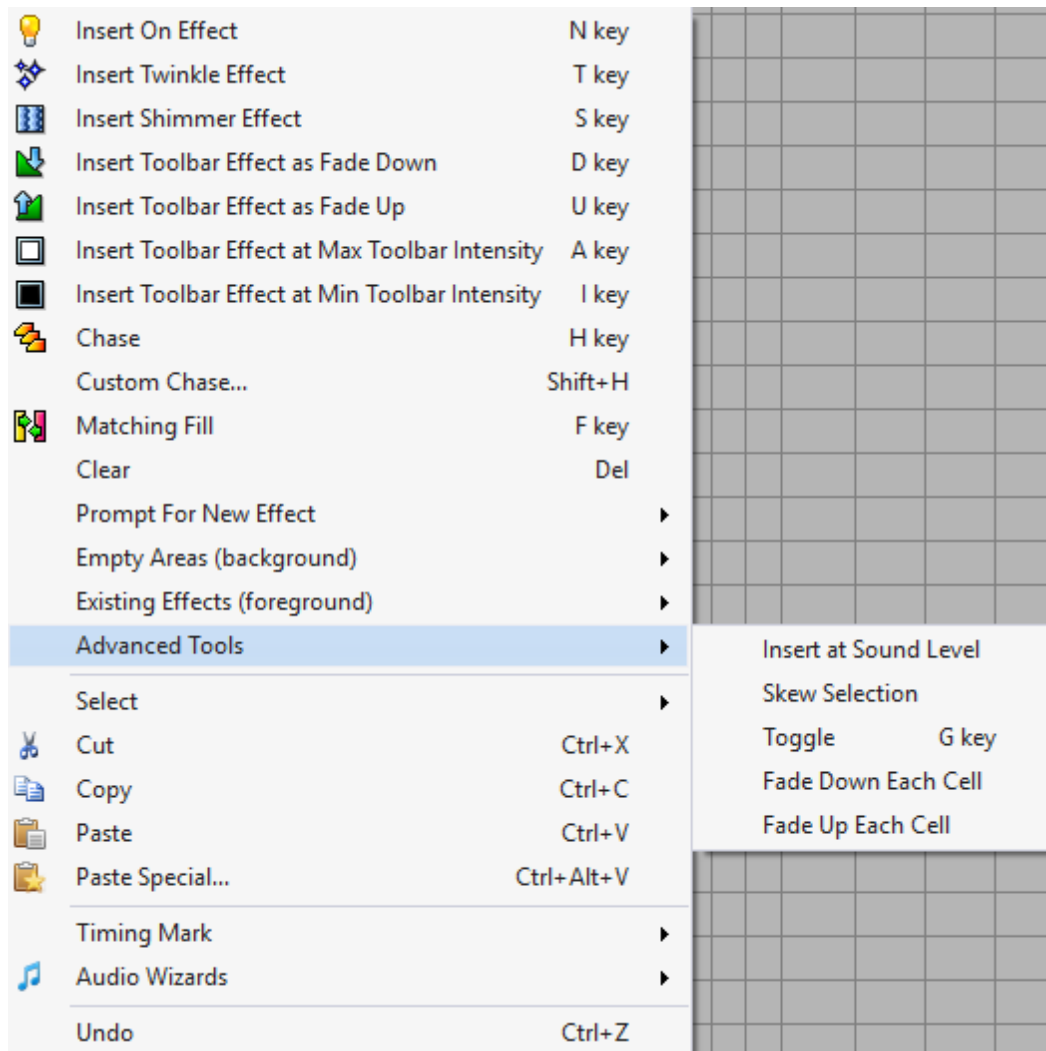 Insert On Effect N key
Insert Twinkle Effect T key
Insert Shimmer Effect S key
Insert Toolbar Effect as Fade Down D key
Insert Toolbar Effect as Fade Up U key
Insert Toolbar Effect at Max Toolbar Intensity A key
Insert Toolbar Effect at Min Toolbar Intensity I key
Chase H key
Custom Chase... Shift+H
Matching Fill F key
Clear Del
Prompt For New Effect
Empty Areas (background)
Existing Effects (foreground)
Advanced Tools
Insert at Sound Level
Skew Selection
Toggle G key
Fade Down Each Cell
Fade Up Each Cell
Select
Cut Ctrl+X
Copy Ctrl+C
Paste Ctrl+V
Paste Special... Ctrl+Alt+V
Timing Mark
Audio Wizards
Undo Ctrl+Z